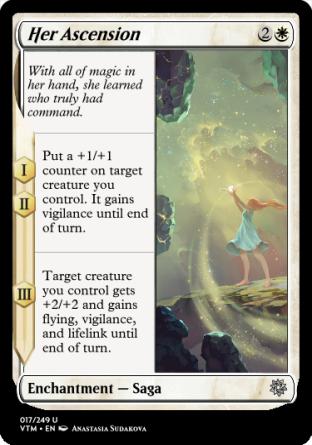 Her Ascension 2
With all of magic in
her hand, she learned
who truly had
command.
I
II
Put a +1/+1
counter on target
creature you
control. It gains
vigilance until end
of turn.
III
Target creature
you control gets
+2/+2 and gains
flying, vigilance,
and lifelink until
end of turn.
Enchantment — Saga
017/249 U
VTM • EN Anastasia Sudakova